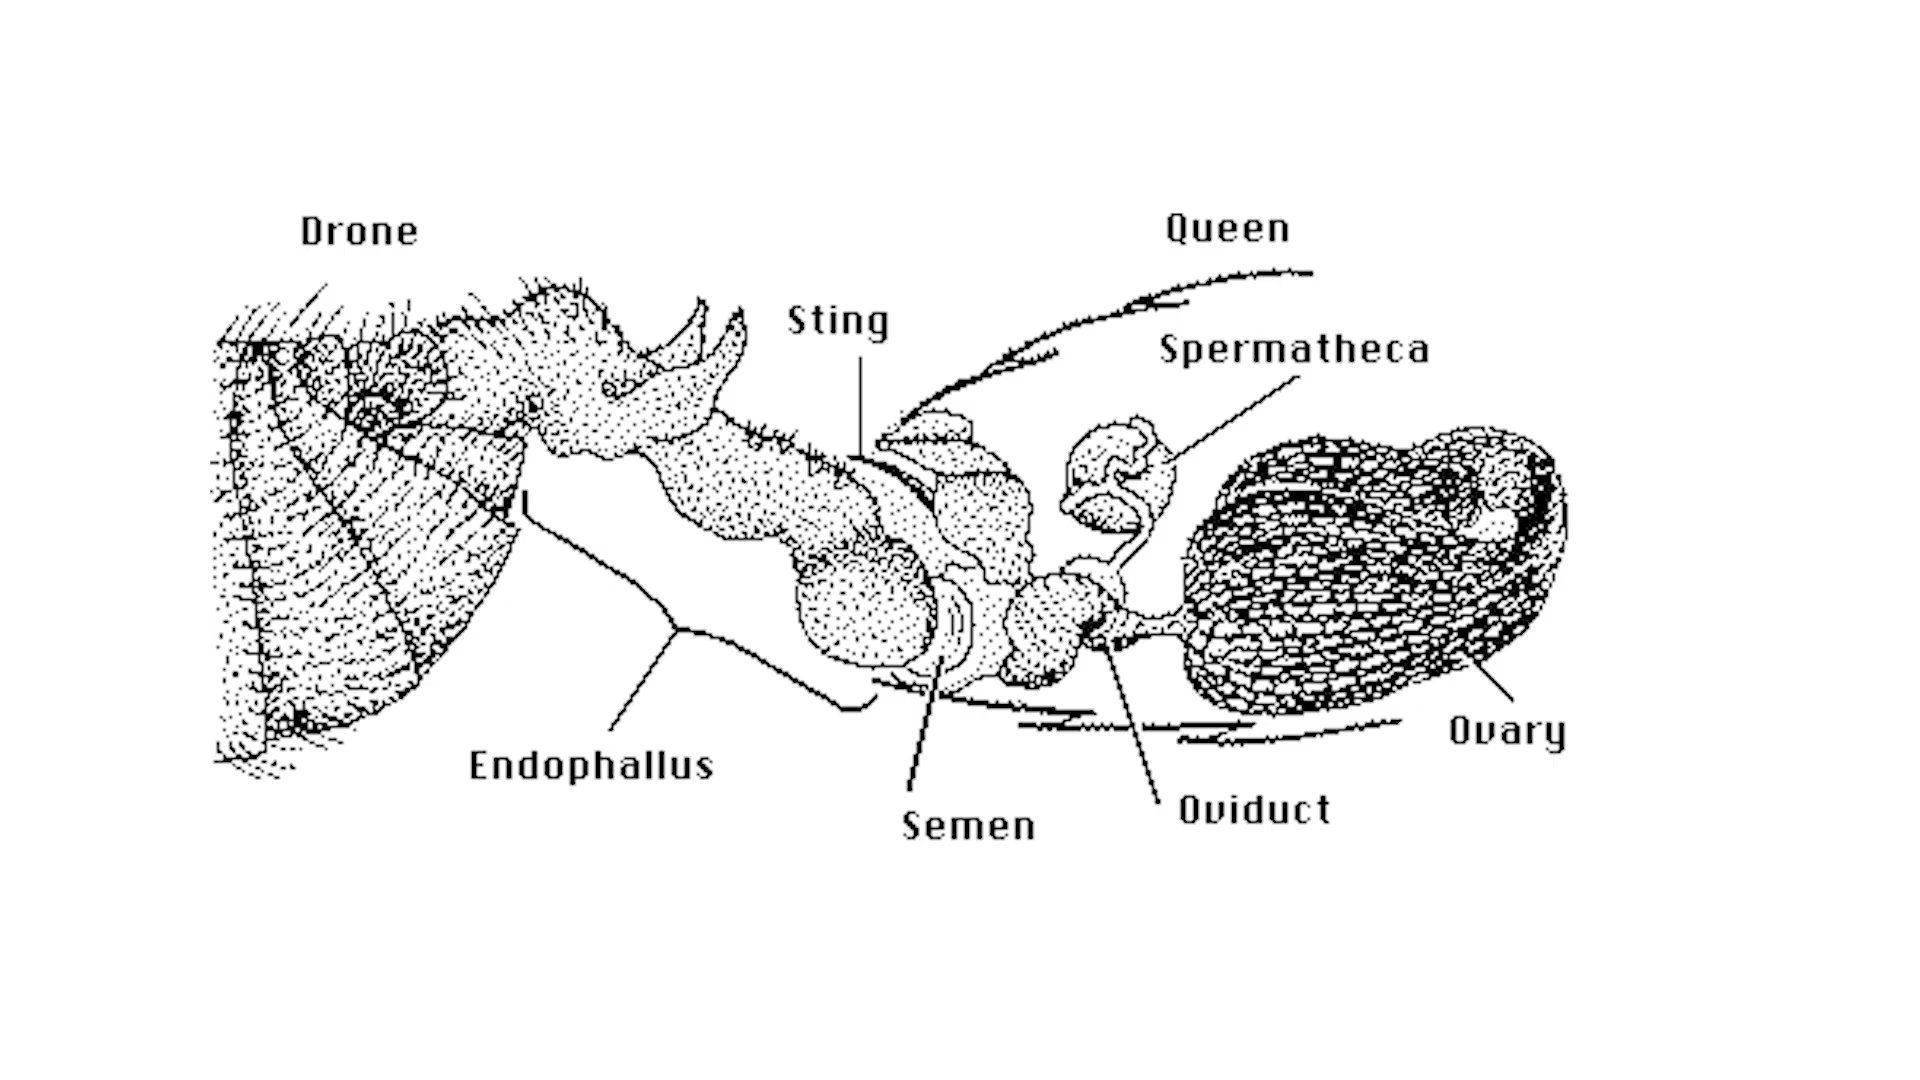 Drone
Queen
Sting
Spermatheca
Ovary
Endophallus
Oviduct
Semen